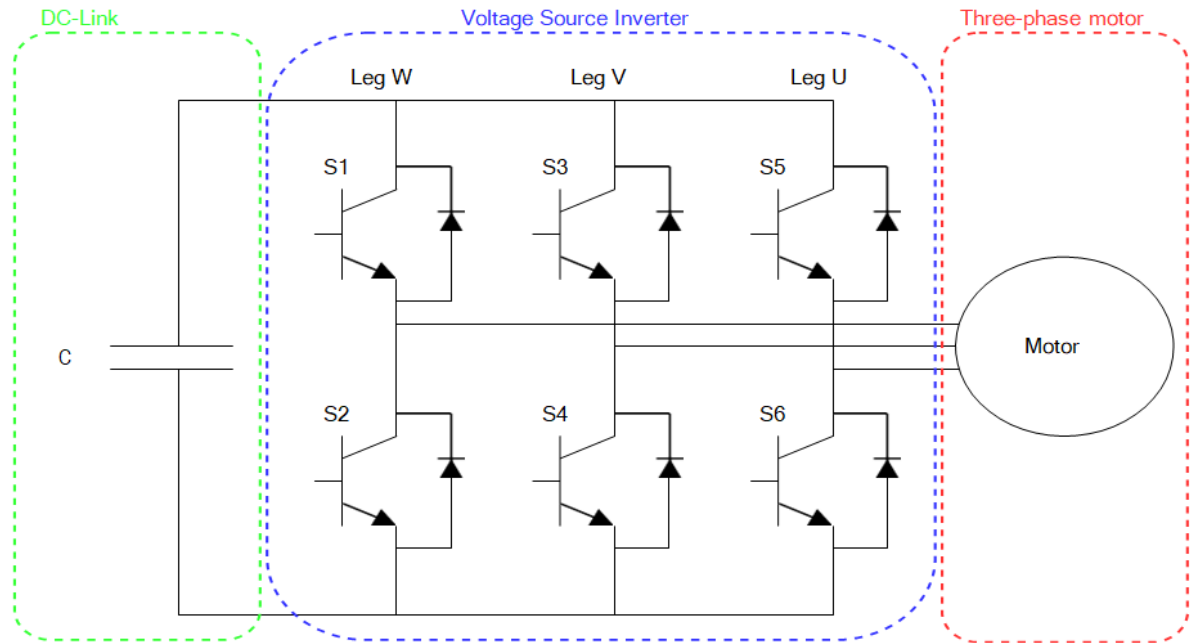 DC-Link
Voltage Source Inverter
Three-phase motor
Leg W
Leg V
Leg U
S1
S3
S5
C
Motor
S2
S4
S6